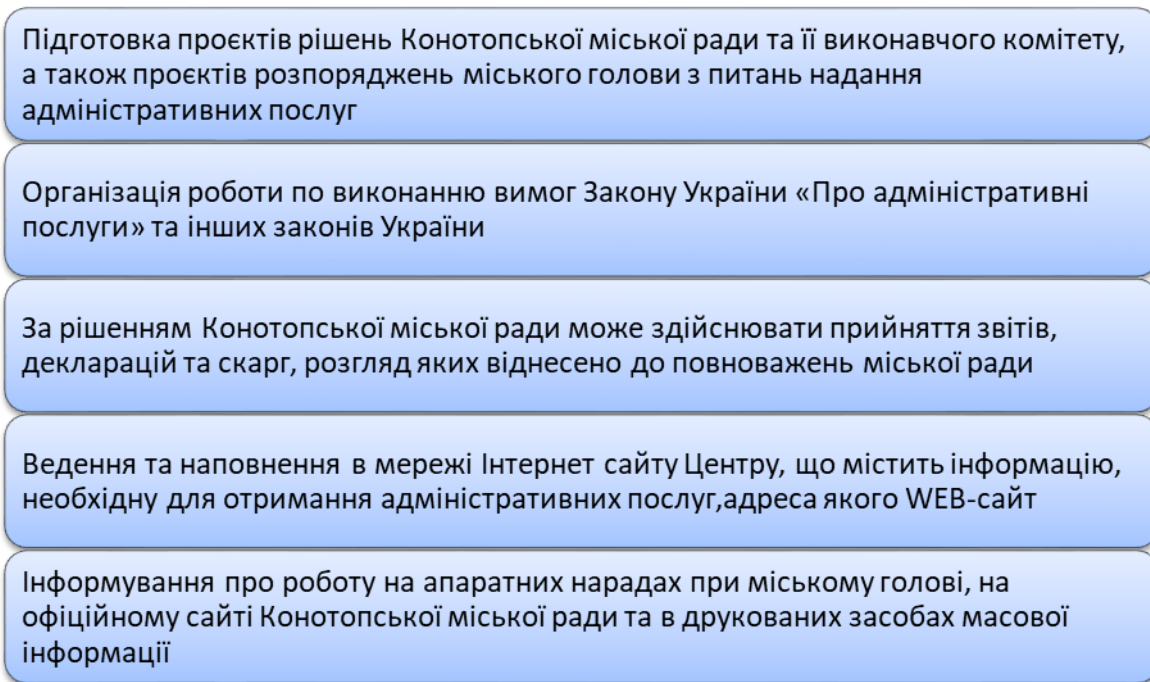 Підготовка проєктів рішень Конотопської міської ради та її виконавчого комітету,
а також проєктів розпоряджень міського голови з питань надання
адміністративних послуг
Організація роботи по виконанню вимог Закону України «Про адміністративні
послуги» та інших законів України
За рішенням Конотопської міської ради може здійснювати прийняття звітів,
декларацій та скарг, розгляд яких віднесено до повноважень міської ради
Ведення та наповнення в мережі Інтернет сайту Центру, що містить інформацію,
необхідну для отримання адміністративних послуг,адреса якого WEB-сайт
Інформування про роботу на апаратних нарадах при міському голові, на
офіційному сайті Конотопської міської ради та в друкованих засобах масової
інформації